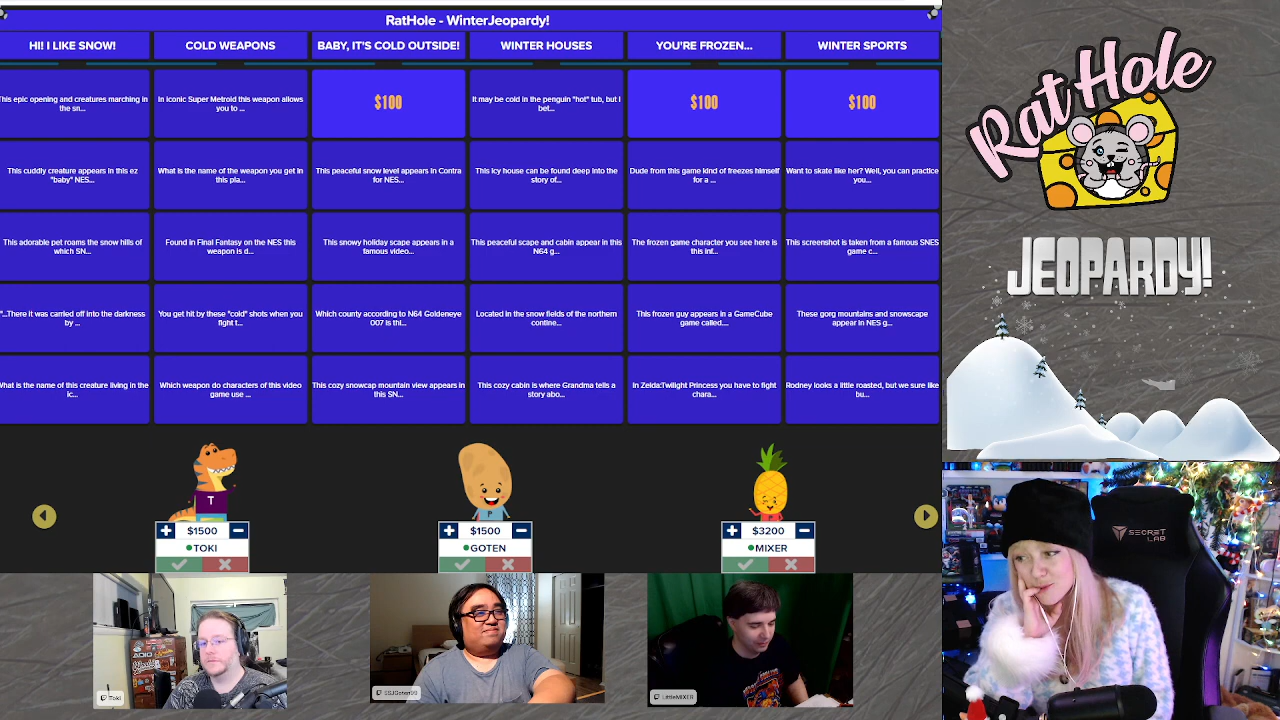 RatHole - WinterJeopardy!
HI! I LIKE SNOW!
COLD WEAPONS
BABY, IT'S COLD OUTSIDE!
WINTER HOUSES
YOU'RE FROZEN...
WINTER SPORTS
This epic opening and creatures marching in
the sn...
In iconic Super Metroid this weapon allows
you to ...
$100
It may be cold in the penguin "hot" tub, but I
bet...
$100
$100
This cuddly creature appears in this ez
"baby" NES...
What is the name of the weapon you get in
this pla...
This peaceful snow level appears in Contra
for NES...
This icy house can be found deep into the
story of...
Dude from this game kind of freezes himself
for a ...
Want to skate like her? Well, you can practice
you...
This adorable pet roams the snow hills of
which SN...
Found in Final Fantasy on the NES this
weapon is d...
This snowy holiday scape appears in a
famous video...
This peaceful scape and cabin appear in this
N64 g...
The frozen game character you see here is
this inf...
This screenshot is taken from a famous SNES
game c...
"...There it was carried off into the darkness
by ...
You get hit by these "cold" shots when you
fight t...
Which county according to N64 Goldeneye
007 is thi...
Located in the snow fields of the northern
contine...
This frozen guy appears in a GameCube
game called....
These gorg mountains and snowscape
appear in NES g...
What is the name of this creature living in the
ic...
Which weapon do characters of this video
game use ...
This cozy snowcap mountain view appears in
this SN...
This cozy cabin is where Grandma tells a
story abo...
In Zelda:Twilight Princess you have to fight
chara...
Rodney looks a little roasted, but we sure like
bu...
T
P
+ $1500 −
TOKI
+ $1500 −
GOTEN
+ $3200 −
MIXER
Toki
SSJGoten99
LittleMIXER
Rat Hole
JEOPARDY!
SECRET
LAB